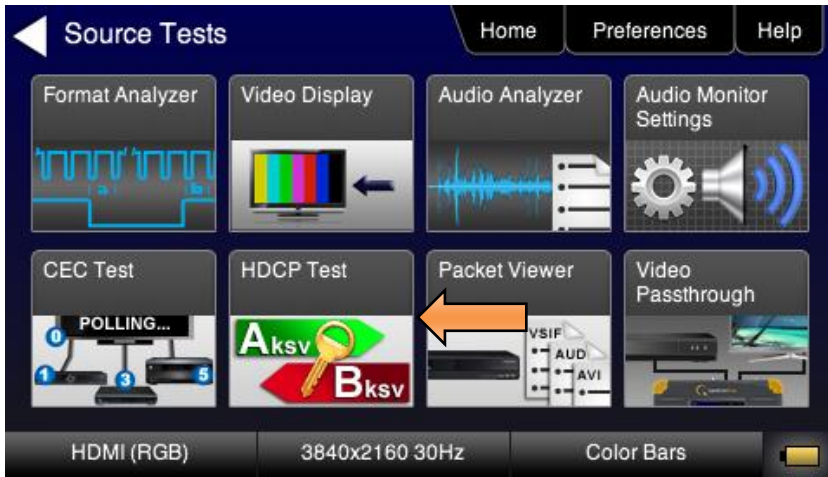 Source Tests
Home
Preferences
Help
Format Analyzer
Video Display
Audio Analyzer
Audio Monitor
Settings
a
b
CEC Test
HDCP Test
Packet Viewer
Video
Passthrough
POLLING...
0
1
3
5
Aksv
Bksv
VSIF
AUD
AVI
HDMI (RGB)
3840x2160 30Hz
Color Bars